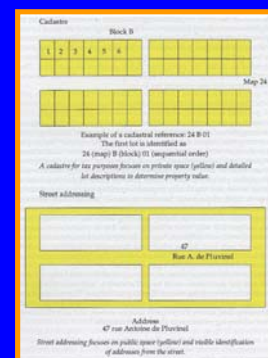 Cadastre
Block B
1 2 3 4 5 6
Map 24
Example of a cadastral reference: 24 B 01
The first lot is identified as
24 (map) B (block) 01 (sequential order)
A cadastre for tax purposes focuses on private space (yellow) and detailed
lot descriptions to determine property value.
Street addressing
47
Rue A. de Pluvinel
Address
47 rue Antoine de Pluvinel
Street addressing focuses on public space (yellow) and visible identification
of addresses from the street.